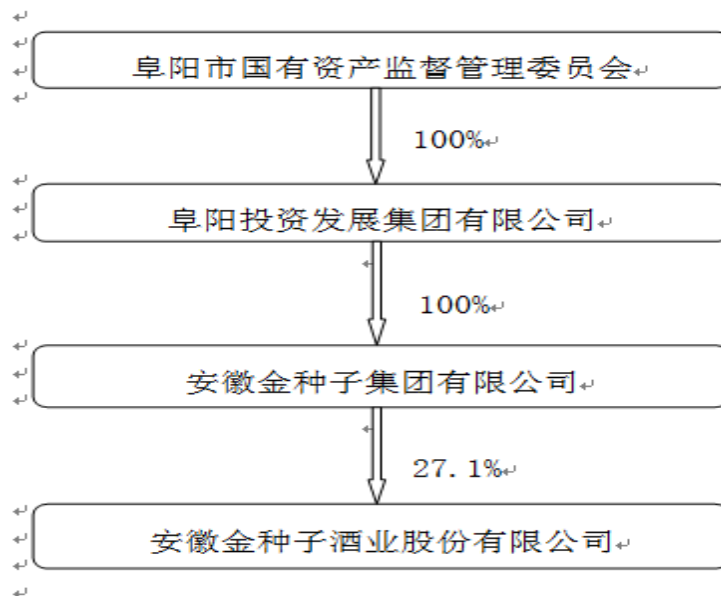 阜阳市国有资产监督管理委员会
100%
阜阳投资发展集团有限公司
100%
安徽金种子集团有限公司
27.1%
安徽金种子酒业股份有限公司